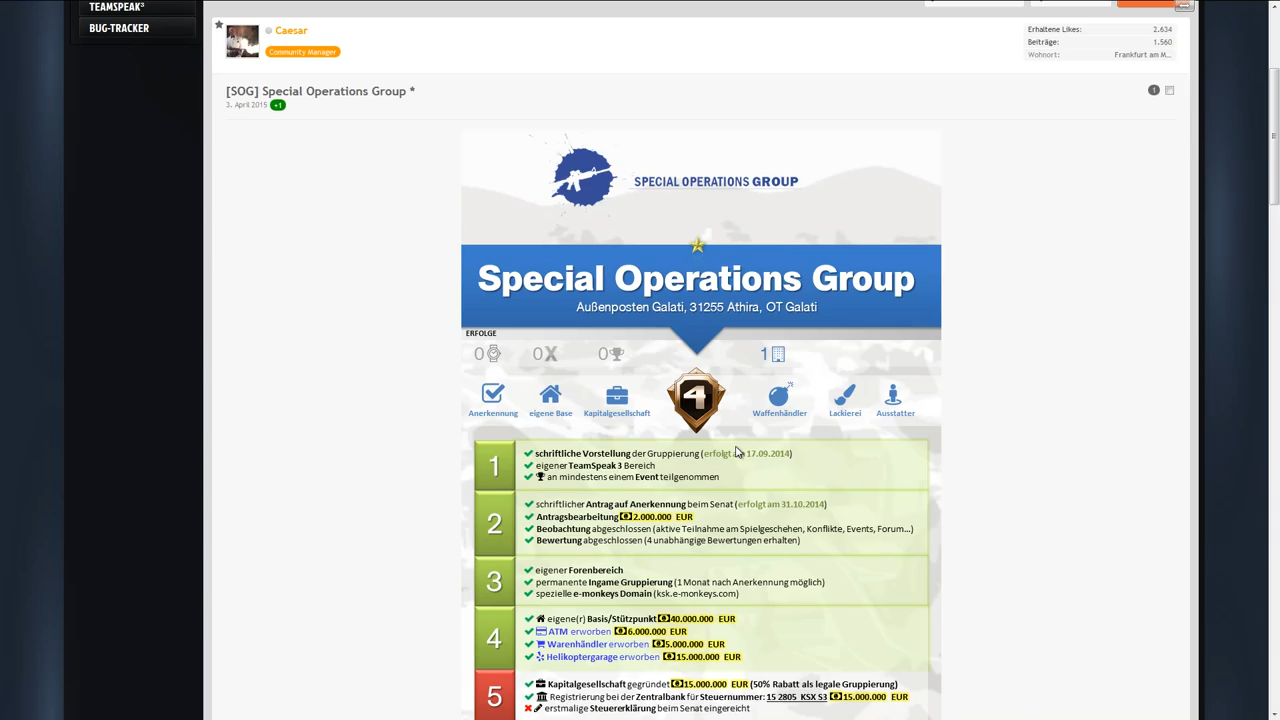 TEAMSPEAK³
BUG-TRACKER
Caesar
Community Manager
Erhaltene Likes: 2.634
Beiträge: 1.560
Wohnort: Frankfurt am M...
[SOG] Special Operations Group *
1
3. April 2015 +1
SPECIAL OPERATIONS GROUP
Special Operations Group
Außenposten Galati, 31255 Athira, OT Galati
ERFOLGE
0 0 0 1
4
Anerkennung eigene Base Kapitalgesellschaft Waffenhändler Lackierei Ausstatter
1
schriftliche Vorstellung der Gruppierung (erfolgt 17.09.2014)
eigener TeamSpeak 3 Bereich
an mindestens einem Event teilgenommen
2
schriftlicher Antrag auf Anerkennung beim Senat (erfolgt am 31.10.2014)
Antragsbearbeitung 2.000.000 EUR
Beobachtung abgeschlossen (aktive Teilnahme am Spielgeschehen, Konflikte, Events, Forum...)
Bewertung abgeschlossen (4 unabhängige Bewertungen erhalten)
3
eigener Forenbereich
permanente Ingame Gruppierung (1 Monat nach Anerkennung möglich)
spezielle e-monkeys Domain (ksk.e-monkeys.com)
4
eigene(r) Basis/Stützpunkt 40.000.000 EUR
ATM erworben 6.000.000 EUR
Warenhändler erworben 5.000.000 EUR
Helikoptergarage erworben 15.000.000 EUR
5
Kapitalgesellschaft gegründet 15.000.000 EUR (50% Rabatt als legale Gruppierung)
Registrierung bei der Zentralbank für Steuernummer: 15 2805 KSX S3 15.000.000 EUR
erstmalige Steuererklärung beim Senat eingereicht